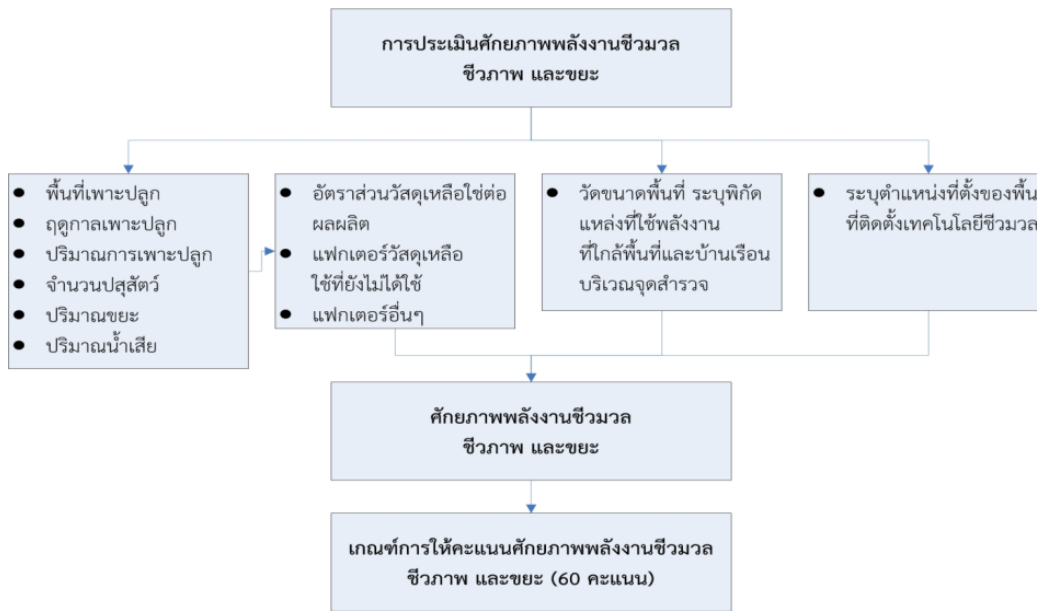 การประเมินศักยภาพพลังงานชีวมวล
ชีวภาพ และขยะ
● พื้นที่เพาะปลูก
● ฤดูกาลเพาะปลูก
● ปริมาณการเพาะปลูก
● จำนวนปสุสัตว์
● ปริมาณขยะ
● ปริมาณน้ำเสีย
● อัตราส่วนวัสดุเหลือใช่ต่อ
ผลผลิต
● แฟกเตอร์วัสดุเหลือ
ใช้ที่ยังไม่ได้ใช้
● แฟกเตอร์อื่นๆ
● วัดขนาดพื้นที่ ระบุพิกัด
แหล่งที่ใช้พลังงาน
ที่ใกล้พื้นที่และบ้านเรือน
บริเวณจุดสำรวจ
● ระบุตำแหน่งที่ตั้งของพื้น
ที่ติดตั้งเทคโนโลยีชีวมวล
ศักยภาพพลังงานชีวมวล
ชีวภาพ และขยะ
เกณฑ์การให้คะแนนศักยภาพพลังงานชีวมวล
ชีวภาพ และขยะ (60 คะแนน)